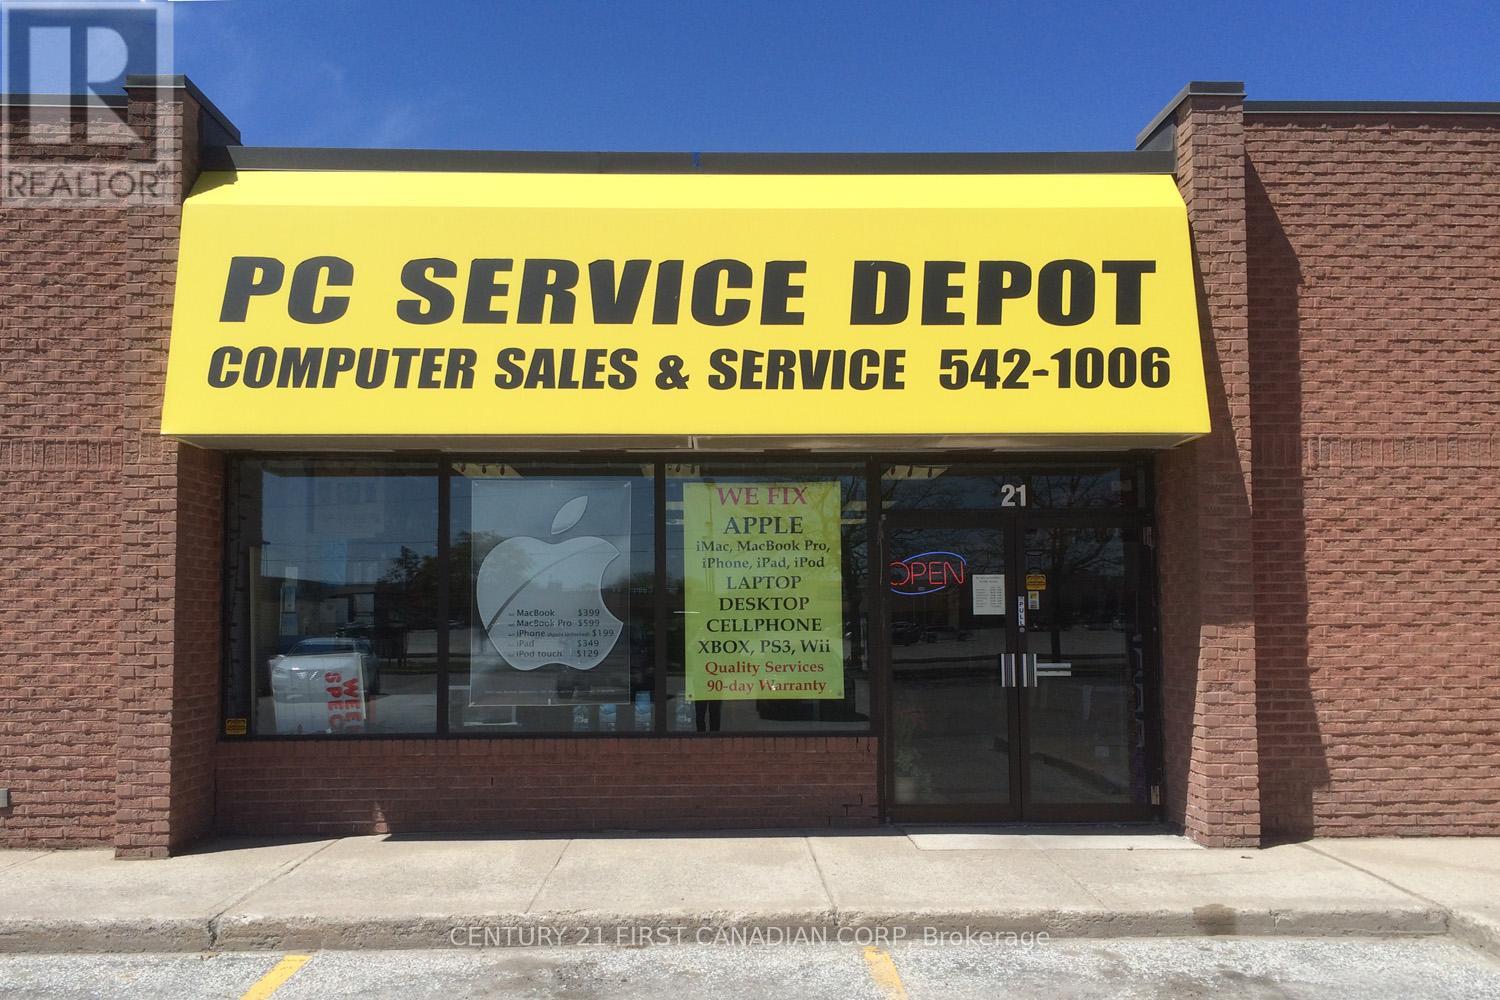 REALTOR®
PC SERVICE DEPOT
COMPUTER SALES & SERVICE 542-1006
21
WE FIX
APPLE
iMac, MacBook Pro,
iPhone, iPad, iPod
LAPTOP
DESKTOP
CELLPHONE
XBOX, PS3, Wii
Quality Services
90-day Warranty
MacBook $399
MacBook Pro $599
iPhone $199
iPad $349
iPod touch $129
OPEN
PULL
CENTURY 21 FIRST CANADIAN CORP, Brokerage